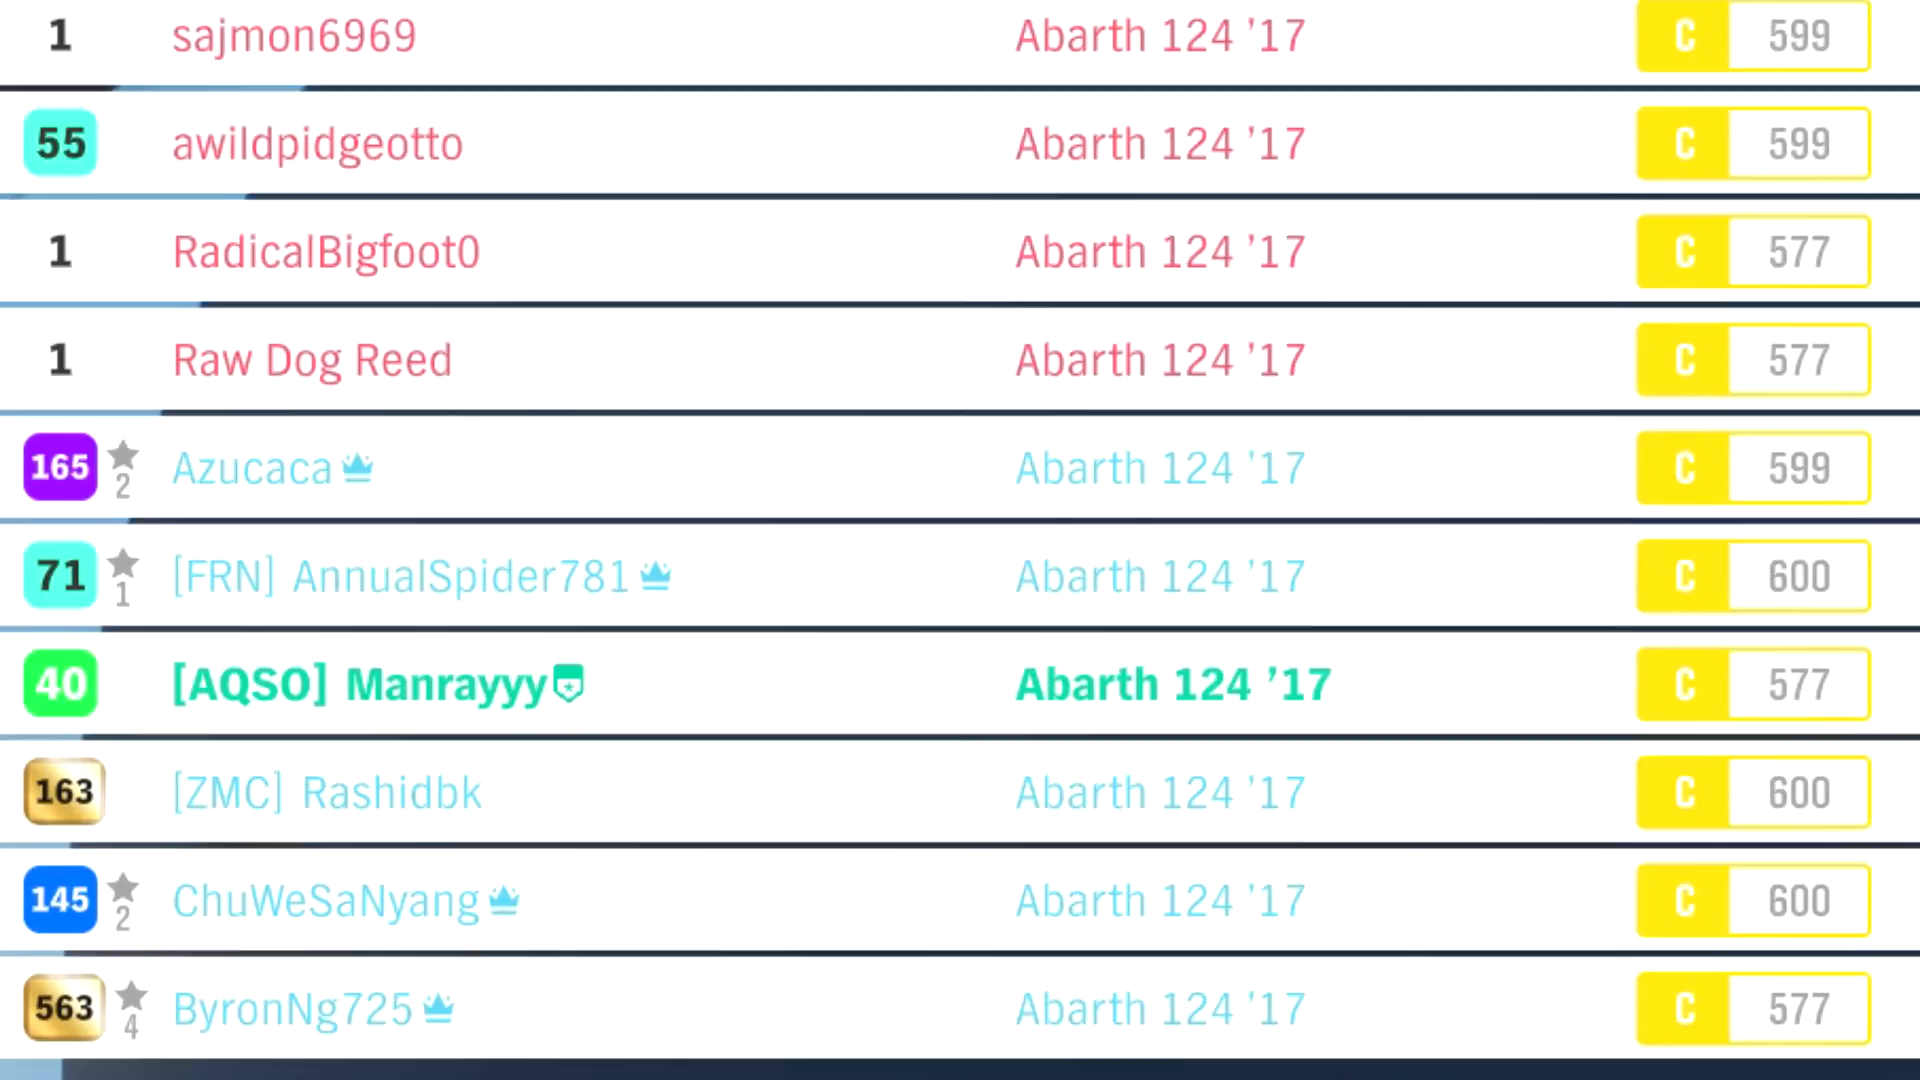 1 sajmon6969 Abarth 124 ’17 C 599
55 awildpidgeotto Abarth 124 ’17 C 599
1 RadicalBigfoot0 Abarth 124 ’17 C 577
1 Raw Dog Reed Abarth 124 ’17 C 577
165 2 Azucaca Abarth 124 ’17 C 599
71 1 [FRN] AnnualSpider781 Abarth 124 ’17 C 600
40 [AQSO] Manrayyy Abarth 124 ’17 C 577
163 [ZMC] Rashidbk Abarth 124 ’17 C 600
145 2 ChuWeSaNyang Abarth 124 ’17 C 600
563 4 ByronNg725 Abarth 124 ’17 C 577